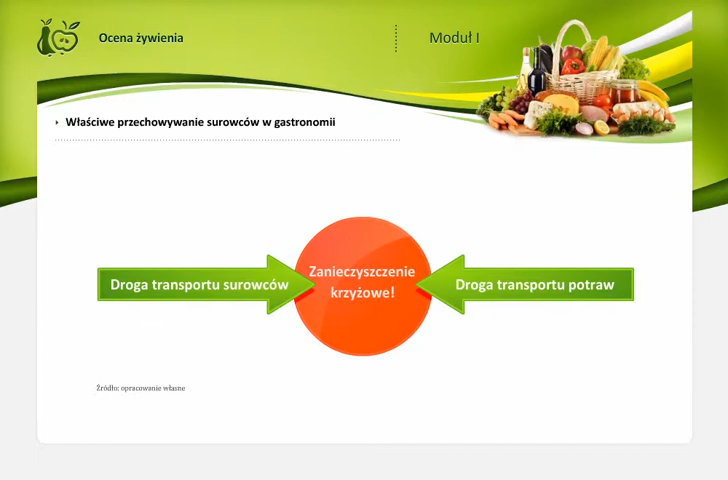 Ocena żywienia
Moduł I
Właściwe przechowywanie surowców w gastronomii
Droga transportu surowców
Zanieczyszczenie
krzyżowe!
Droga transportu potraw
Źródło: opracowanie własne